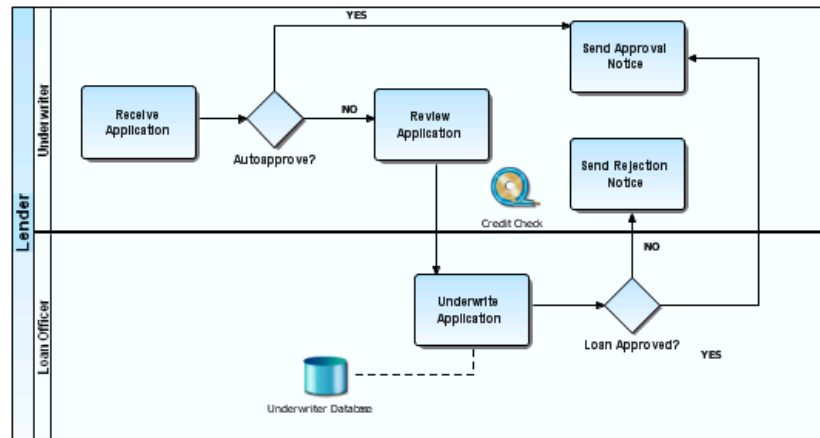 Lender
Underwriter
Loan Officer
YES
Send Approval
Notice
Receive
Application
NO
Review
Application
Autoapprove?
Send Rejection
Notice
Credit Check
NO
Underwrite
Application
Loan Approved?
YES
Underwriter Database